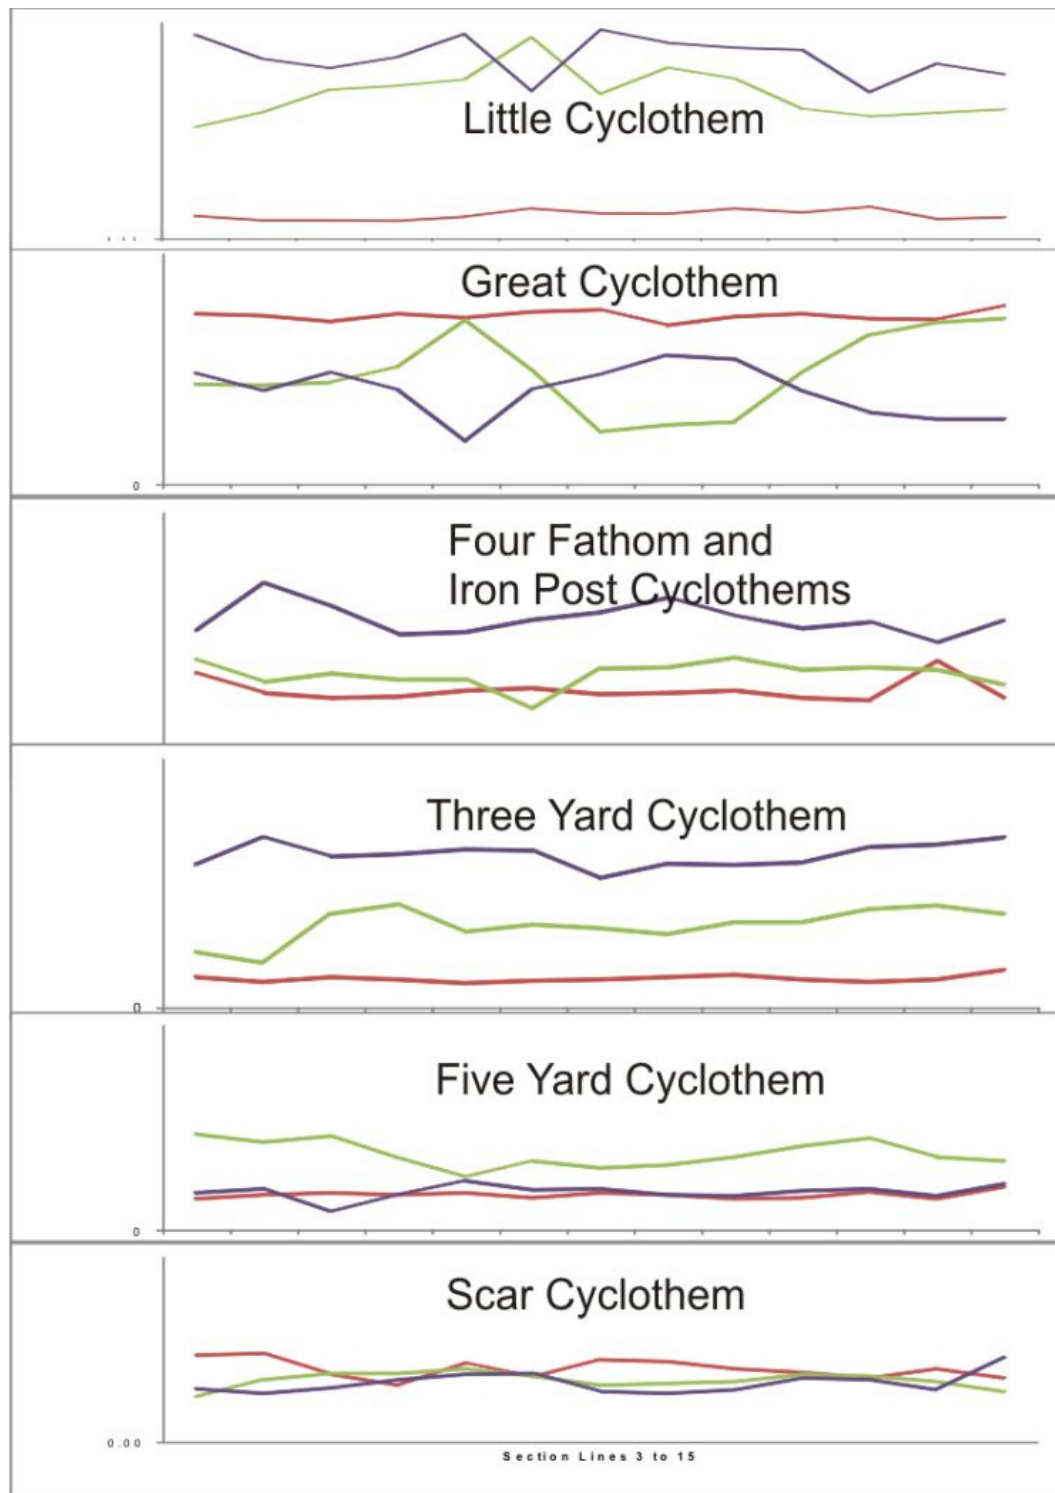 Little Cyclothem
Great Cyclothem
0
Four Fathom and
Iron Post Cyclothems
Three Yard Cyclothem
0
Five Yard Cyclothem
0
Scar Cyclothem
0.00
Section Lines 3 to 15